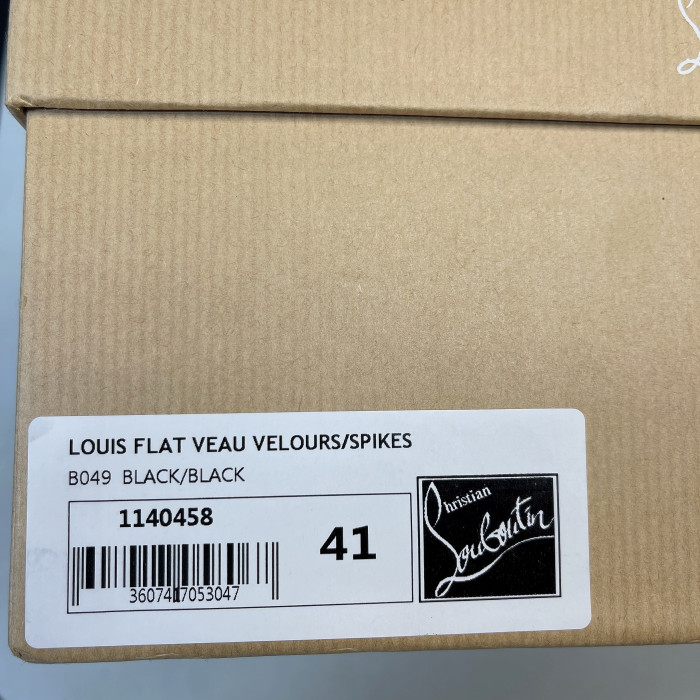 LOUIS FLAT VEAU VELOURS/SPIKES
B049 BLACK/BLACK
1140458
41
3607417053047
Christian
Louboutin